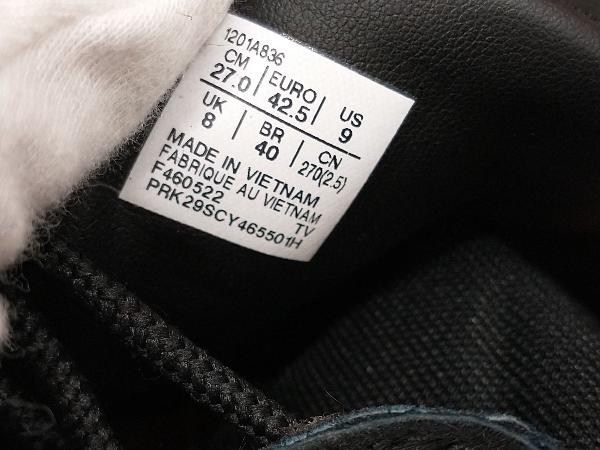 1201A836
CM EURO US
27.0 42.5 9
UK BR CN
8 40 270(2.5)
MADE IN VIETNAM
FABRIQUE AU VIETNAM
F460522 TV
PRK29SCY465501H